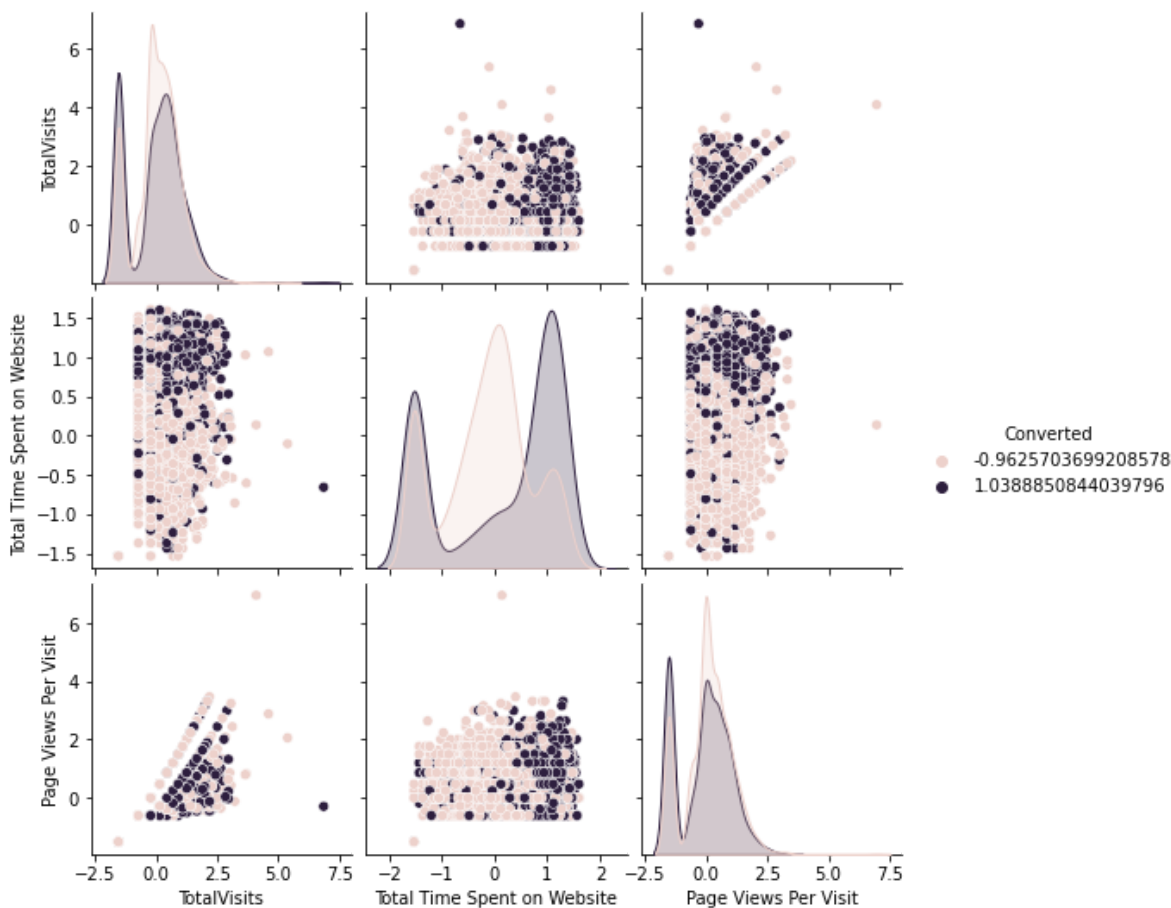 TotalVisits
6
4
2
0
Total Time Spent on Website
1.5
1.0
0.5
0.0
−0.5
−1.0
−1.5
Page Views Per Visit
6
4
2
0
−2.5 0.0 2.5 5.0 7.5
TotalVisits
−2 −1 0 1 2
Total Time Spent on Website
−2.5 0.0 2.5 5.0 7.5
Page Views Per Visit
Converted
-0.9625703699208578
1.0388850844039796